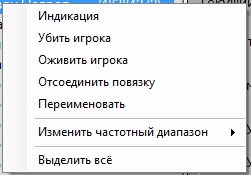 Индикация
Убить игрока
Оживить игрока
Отсоединить повязку
Переименовать
Изменить частотный диапазон
Выделить всё